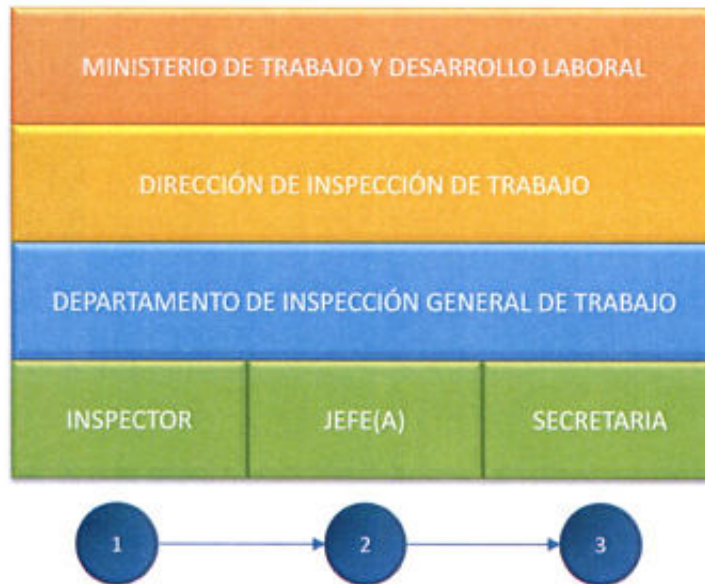 MINISTERIO DE TRABAJO Y DESARROLLO LABORAL
DIRECCIÓN DE INSPECCIÓN DE TRABAJO
DEPARTAMENTO DE INSPECCIÓN GENERAL DE TRABAJO
INSPECTOR
JEFE(A)
SECRETARIA
1
2
3